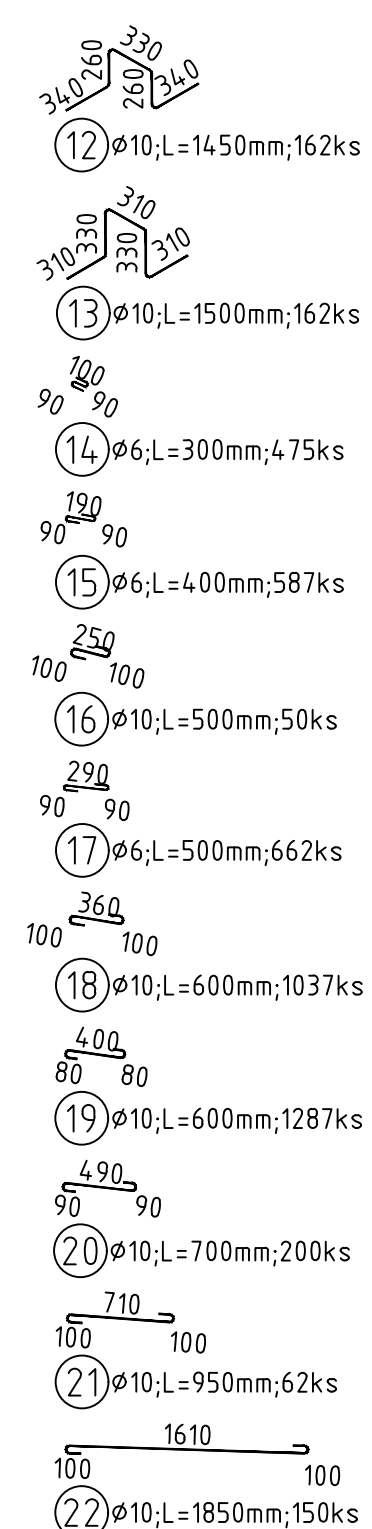 330
260
340
260
340
12 ø10;L=1450mm;162ks
310
330
310
330
310
13 ø10;L=1500mm;162ks
100
90 90
14 ø6;L=300mm;475ks
190
90 90
15 ø6;L=400mm;587ks
250
100 100
16 ø10;L=500mm;50ks
290
90 90
17 ø6;L=500mm;662ks
360
100 100
18 ø10;L=600mm;1037ks
400
80 80
19 ø10;L=600mm;1287ks
490
90 90
20 ø10;L=700mm;200ks
710
100 100
21 ø10;L=950mm;62ks
1610
100 100
22 ø10;L=1850mm;150ks